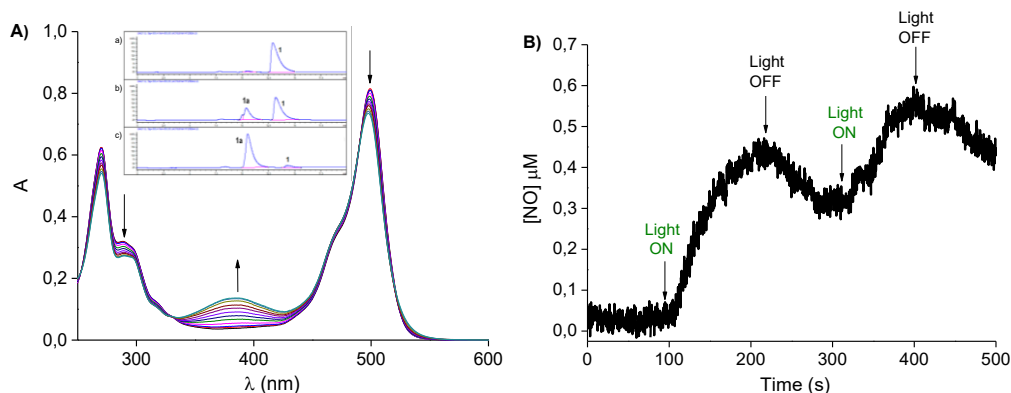 A)
a)
1
b)
1a
1
c)
1a
1
1,0
0,8
0,6
0,4
0,2
0,0
A
300
400
500
600
λ (nm)
B)
Light
OFF
Light
OFF
Light
ON
Light
ON
0,7
0,6
0,5
0,4
0,3
0,2
0,1
0,0
[NO] μM
0
100
200
300
400
500
Time (s)